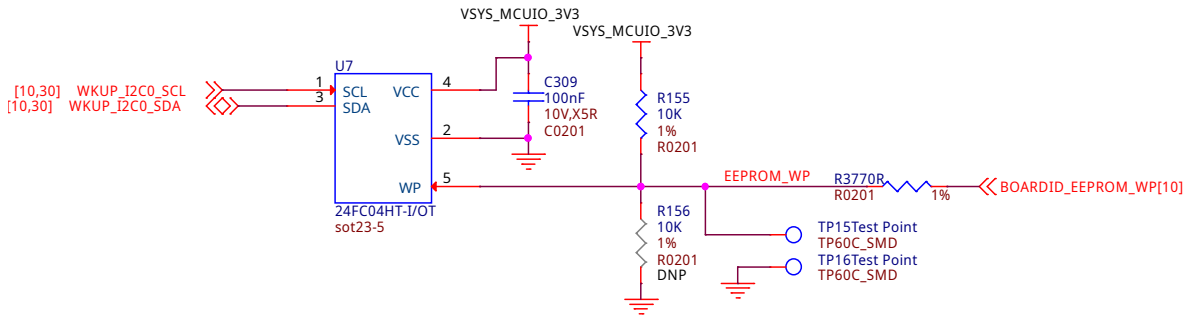 VSYS_MCUIO_3V3
VSYS_MCUIO_3V3
U7
[10,30] WKUP_I2C0_SCL
[10,30] WKUP_I2C0_SDA
1
3
SCL
SDA
VCC
VSS
WP
4
2
5
24FC04HT-I/OT
sot23-5
C309
100nF
10V,X5R
C0201
R155
10K
1%
R0201
EEPROM_WP
R3770R
R0201
1%
BOARDID_EEPROM_WP[10]
R156
10K
1%
R0201
DNP
TP15Test Point
TP60C_SMD
TP16Test Point
TP60C_SMD